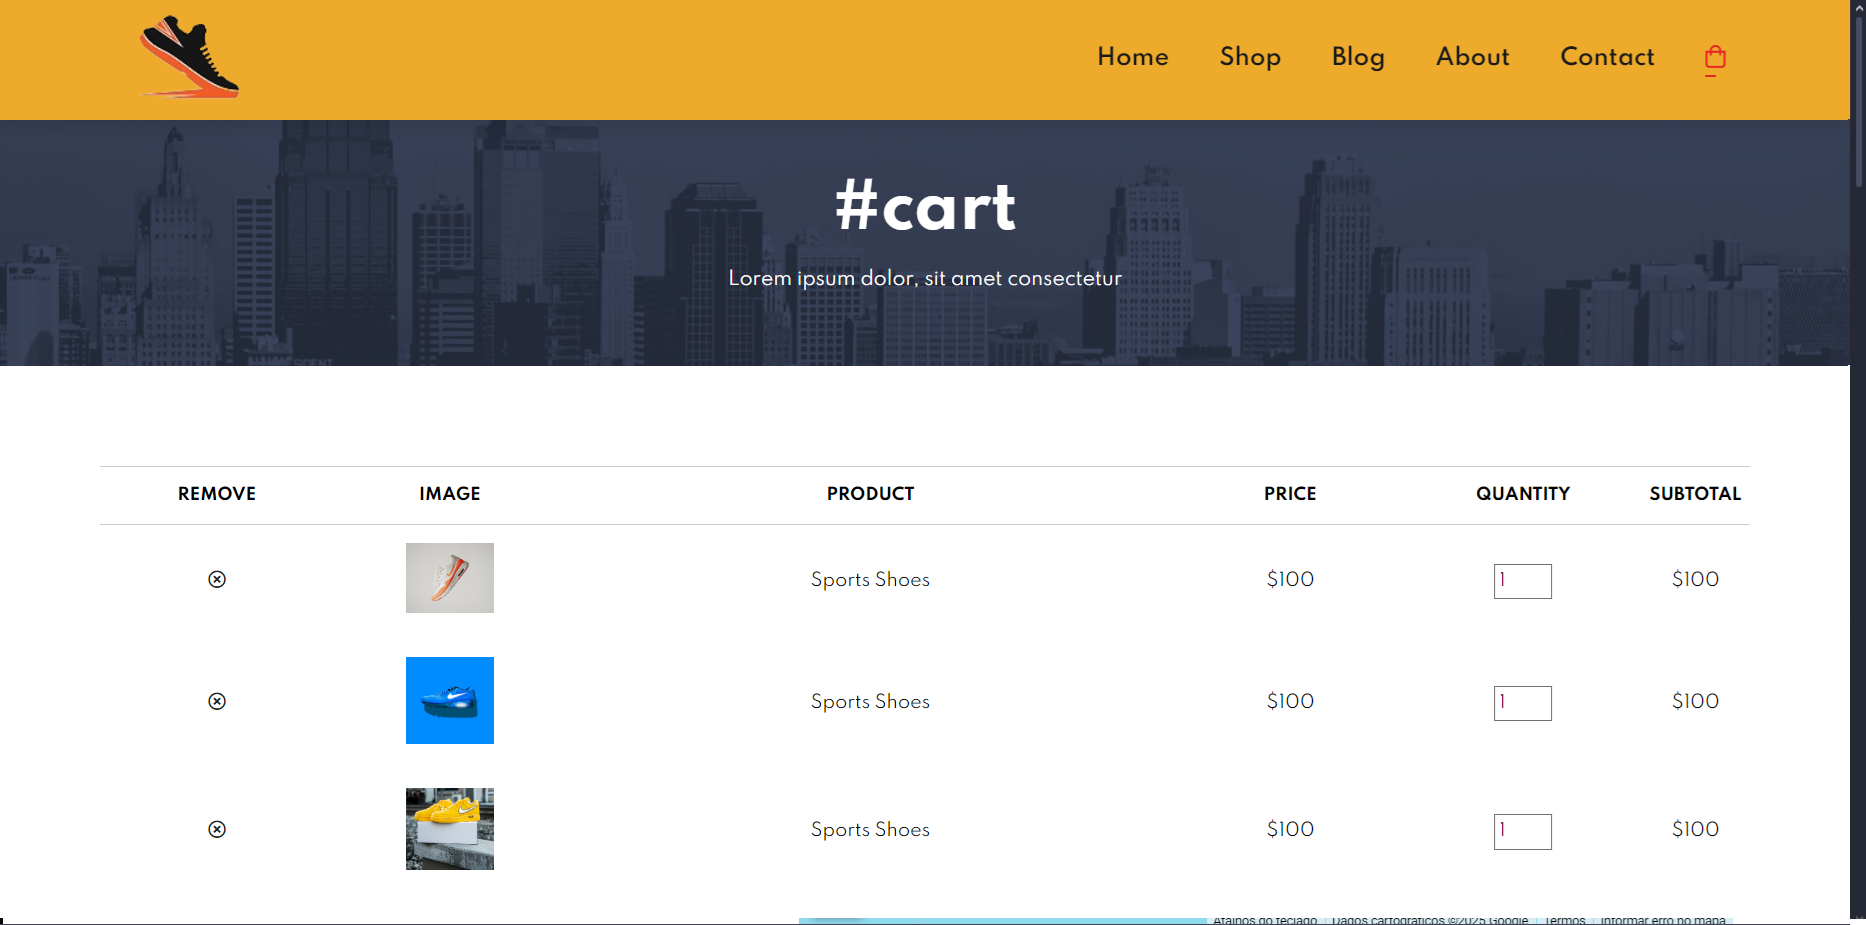 Home Shop Blog About Contact
#cart
Lorem ipsum dolor, sit amet consectetur
REMOVE IMAGE PRODUCT PRICE QUANTITY SUBTOTAL
Sports Shoes $100 1 $100
Sports Shoes $100 1 $100
Sports Shoes $100 1 $100
Atalhos do teclado Dados cartográficos ©2025 Google Termos Informar erro no mapa